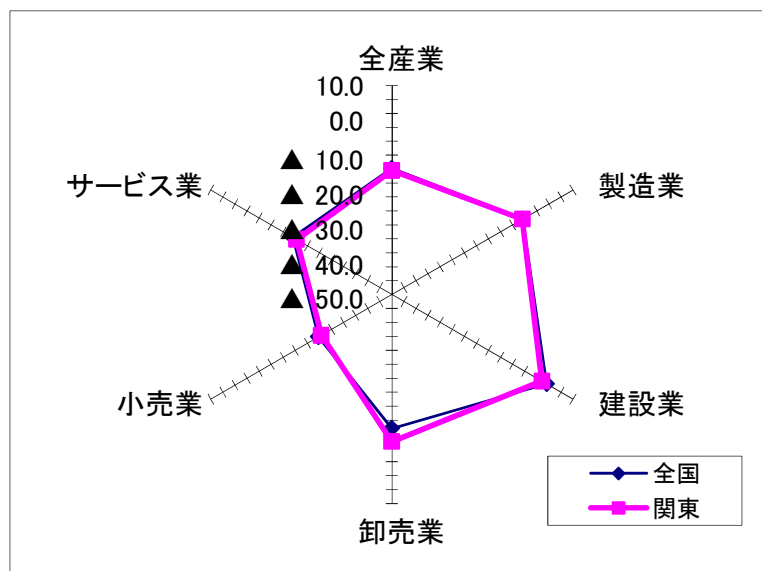 全産業
10.0
0.0
▲ 10.0
▲ 20.0
▲ 30.0
▲ 40.0
▲ 50.0
製造業
建設業
卸売業
小売業
サービス業
全国
関東